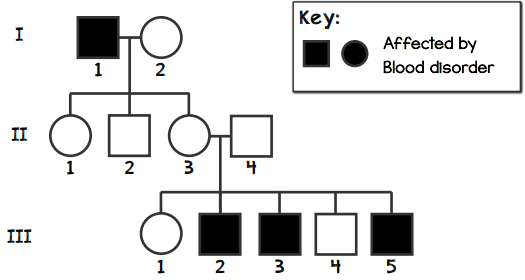 Key:
Affected by
Blood disorder
I
1 2
II
1 2 3 4
III
1 2 3 4 5